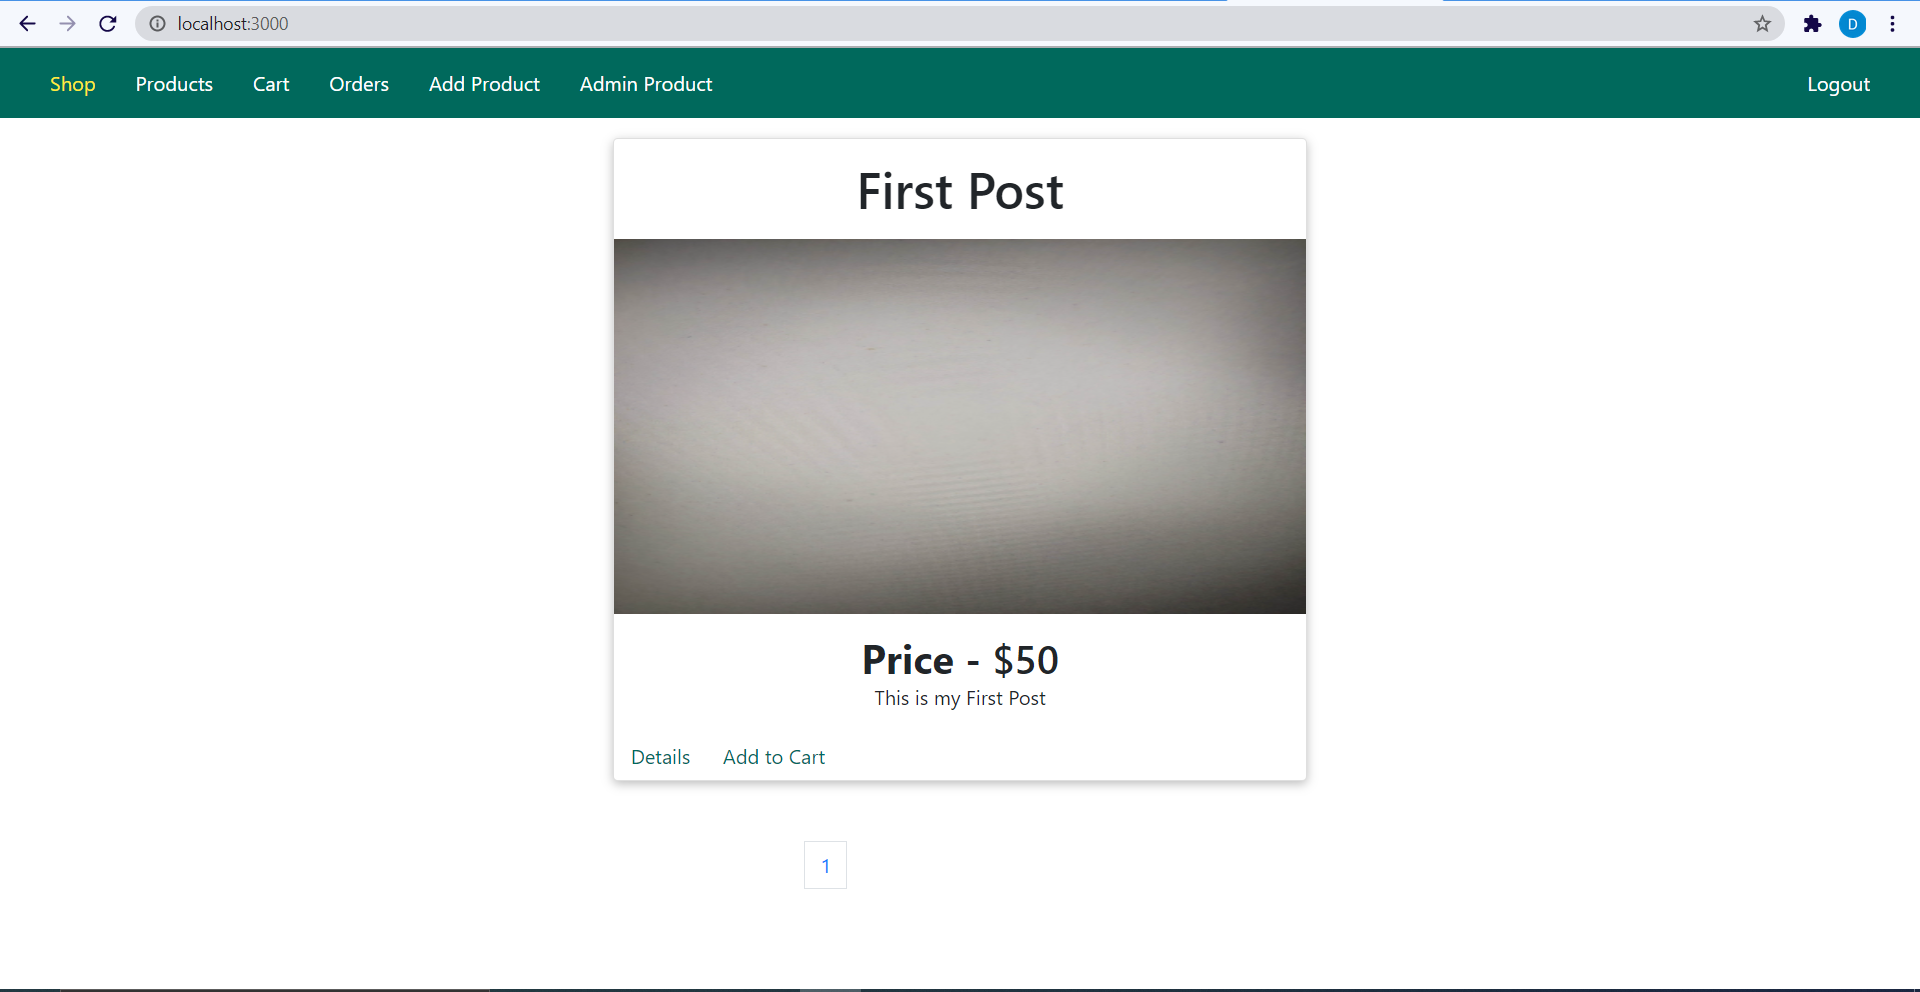 localhost:3000
D
Shop Products Cart Orders Add Product Admin Product Logout
First Post
Price - $50
This is my First Post
Details Add to Cart
1